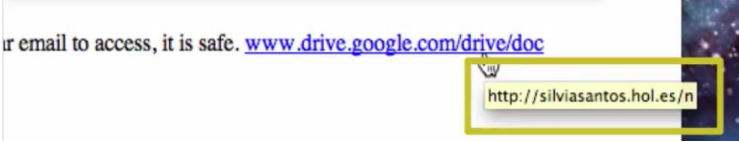 email to access, it is safe. www.drive.google.com/drive/doc
http://silviasantos.hol.es/n